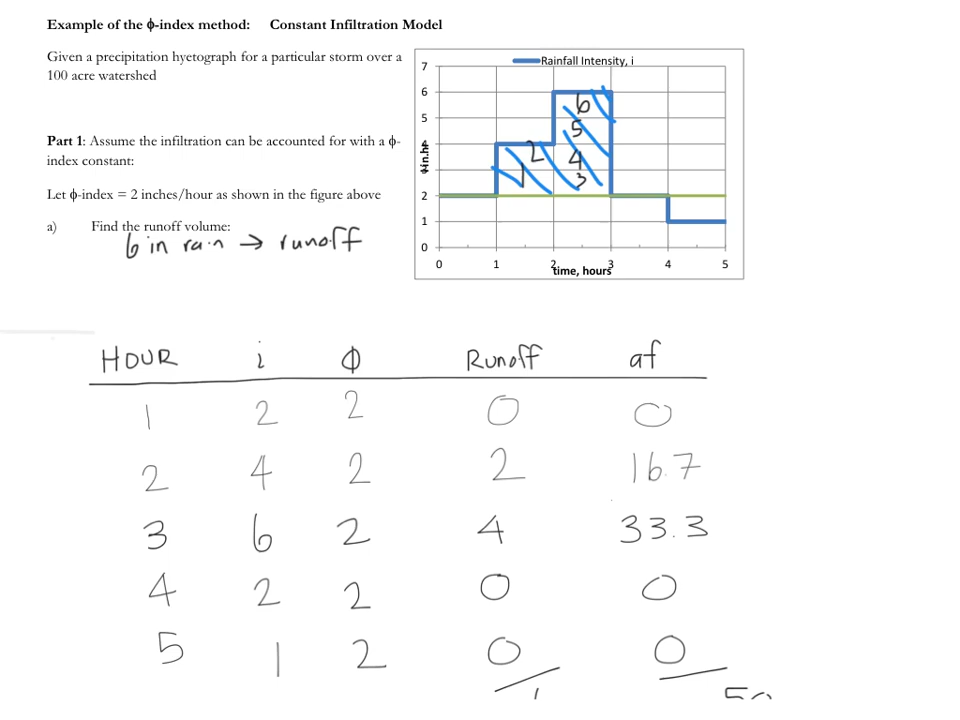 Example of the ϕ-index method: Constant Infiltration Model
Given a precipitation hyetograph for a particular storm over a
100 acre watershed
Part 1: Assume the infiltration can be accounted for with a ϕ-
index constant:
Let ϕ-index = 2 inches/hour as shown in the figure above
a) Find the runoff volume:
6 in rain → runoff
Rainfall Intensity, i
7
6
5
2
1
0
0 1 2 3 4 5
time, hours
6
5
2 4
1 3
HOUR i ϕ Runoff af
1 2 2 0 0
2 4 2 2 16.7
3 6 2 4 33.3
4 2 2 0 0
5 1 2 0 0